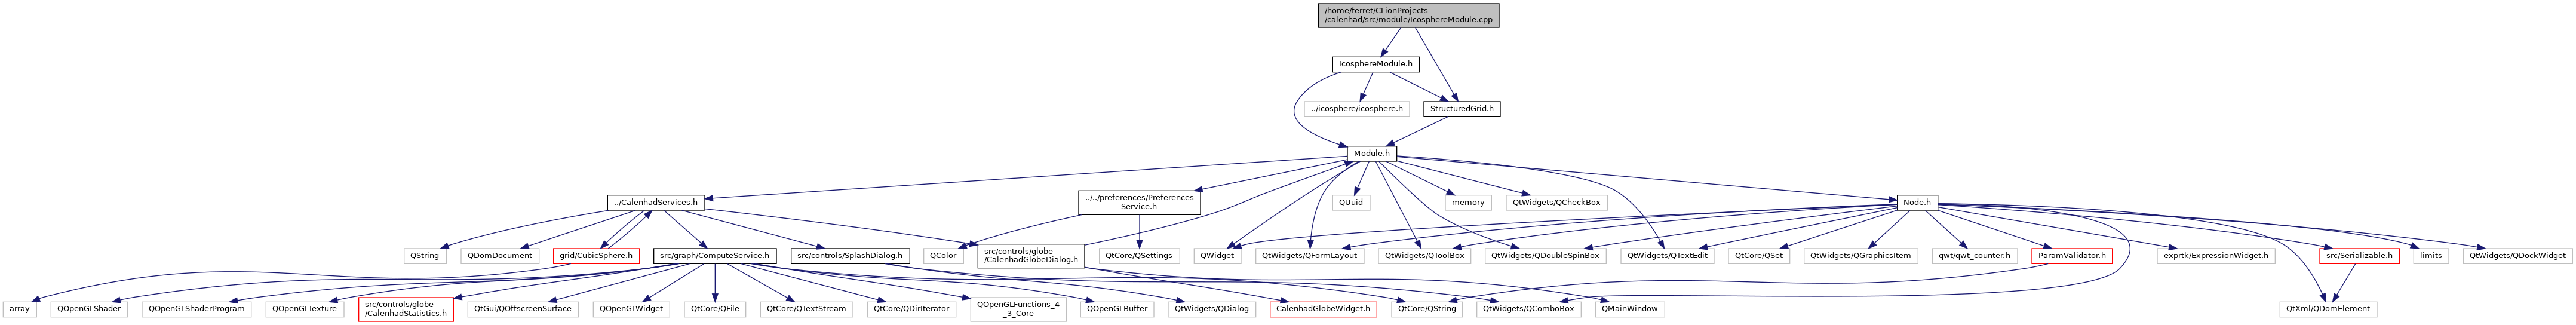 /home/ferret/CLionProjects
/calenhad/src/module/IcosphereModule.cpp
IcosphereModule.h
../icosphere/icosphere.h
StructuredGrid.h
Module.h
../CalenhadServices.h
../../preferences/Preferences
Service.h
QUuid
memory
QtWidgets/QCheckBox
Node.h
QString
QDomDocument
grid/CubicSphere.h
src/graph/ComputeService.h
src/controls/SplashDialog.h
QColor
src/controls/globe
/CalenhadGlobeDialog.h
QtCore/QSettings
QWidget
QtWidgets/QFormLayout
QtWidgets/QToolBox
QtWidgets/QDoubleSpinBox
QtWidgets/QTextEdit
QtCore/QSet
QtWidgets/QGraphicsItem
qwt/qwt_counter.h
ParamValidator.h
exprtk/ExpressionWidget.h
src/Serializable.h
limits
QtWidgets/QDockWidget
array
QOpenGLShader
QOpenGLShaderProgram
QOpenGLTexture
src/controls/globe
/CalenhadStatistics.h
QtGui/QOffscreenSurface
QOpenGLWidget
QtCore/QFile
QtCore/QTextStream
QtCore/QDirIterator
QOpenGLFunctions_4
_3_Core
QOpenGLBuffer
QtWidgets/QDialog
CalenhadGlobeWidget.h
QtCore/QString
QtWidgets/QComboBox
QMainWindow
QtXml/QDomElement